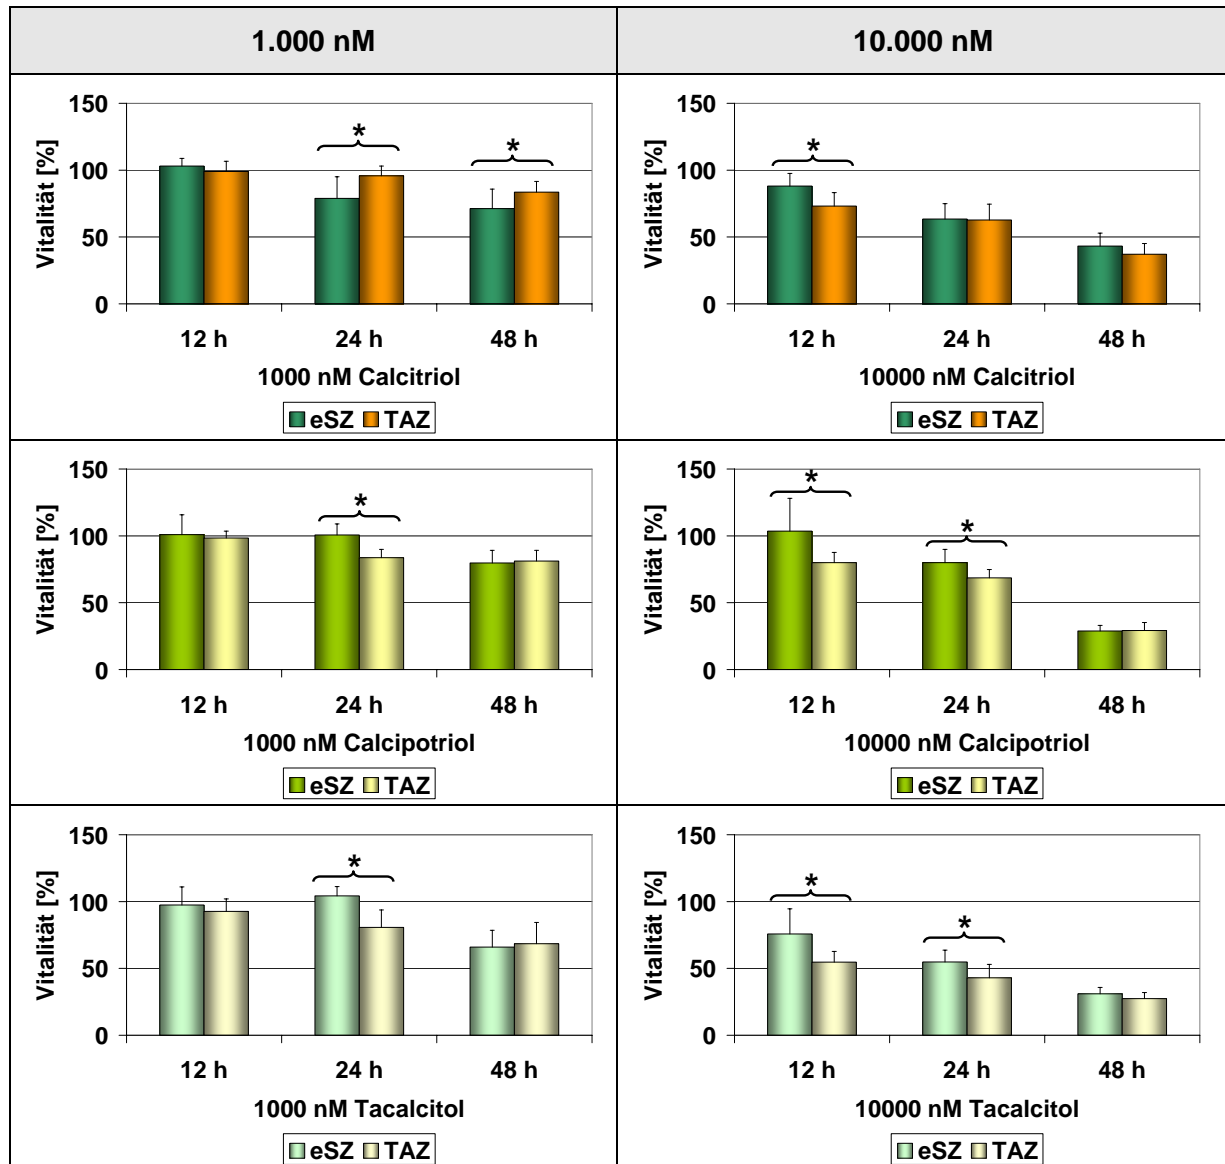 1.000 nM
10.000 nM
Vitalität [%]
150
100
50
0
*
*
12 h 24 h 48 h
1000 nM Calcitriol
eSZ TAZ
Vitalität [%]
150
100
50
0
*
12 h 24 h 48 h
10000 nM Calcitriol
eSZ TAZ
Vitalität [%]
150
100
50
0
*
12 h 24 h 48 h
1000 nM Calcipotriol
eSZ TAZ
Vitalität [%]
150
100
50
0
*
*
12 h 24 h 48 h
10000 nM Calcipotriol
eSZ TAZ
Vitalität [%]
150
100
50
0
*
12 h 24 h 48 h
1000 nM Tacalcitol
eSZ TAZ
Vitalität [%]
150
100
50
0
*
*
12 h 24 h 48 h
10000 nM Tacalcitol
eSZ TAZ